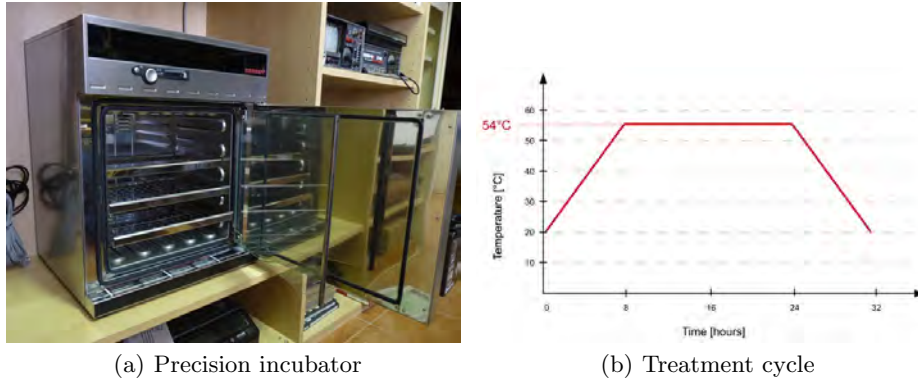 54°C
60
50
40
30
20
10
0
8
16
24
32
Temperature [°C]
Time [hours]
(a) Precision incubator
(b) Treatment cycle